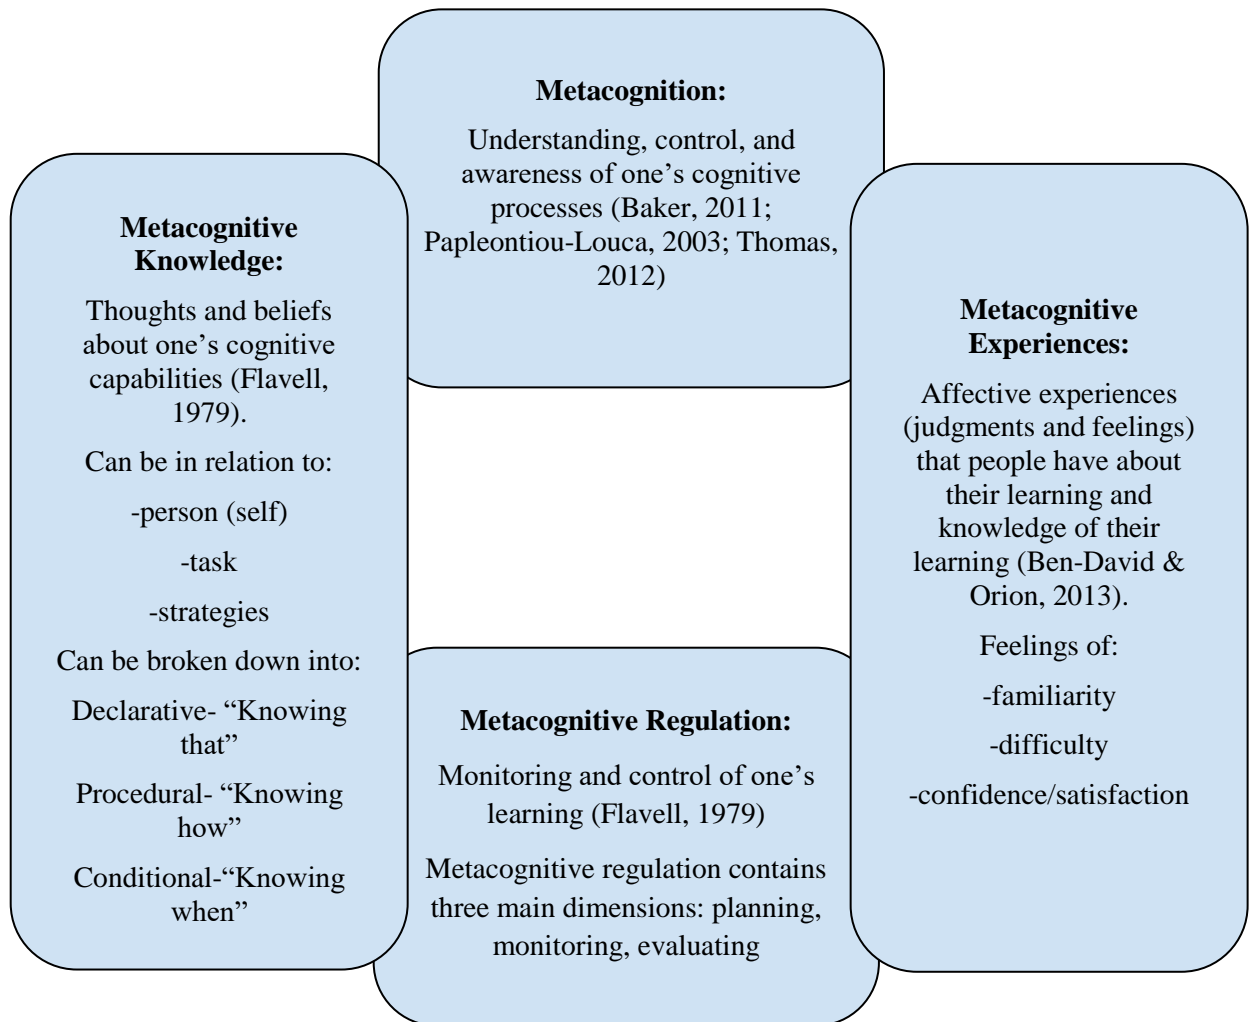 Metacognition:
Understanding, control, and
awareness of one’s cognitive
processes (Baker, 2011;
Papleontiou-Louca, 2003; Thomas,
2012)
Metacognitive
Knowledge:
Thoughts and beliefs
about one’s cognitive
capabilities (Flavell,
1979).
Can be in relation to:
-person (self)
-task
-strategies
Can be broken down into:
Declarative- “Knowing
that”
Procedural- “Knowing
how”
Conditional-“Knowing
when”
Metacognitive
Experiences:
Affective experiences
(judgments and feelings)
that people have about
their learning and
knowledge of their
learning (Ben-David &
Orion, 2013).
Feelings of:
-familiarity
-difficulty
-confidence/satisfaction
Metacognitive Regulation:
Monitoring and control of one’s
learning (Flavell, 1979)
Metacognitive regulation contains
three main dimensions: planning,
monitoring, evaluating